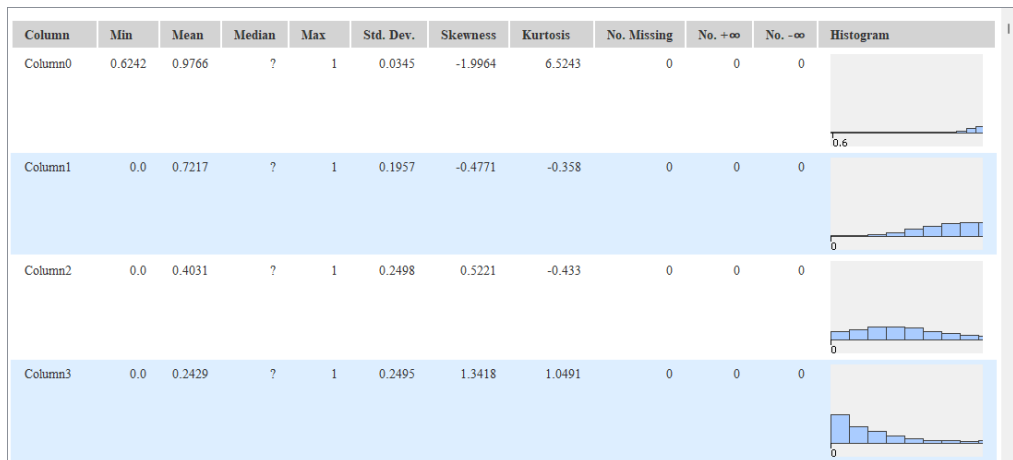 Column Min Mean Median Max Std. Dev. Skewness Kurtosis No. Missing No. +∞ No. -∞ Histogram
Column0 0.6242 0.9766 ? 1 0.0345 -1.9964 6.5243 0 0 0
0.6
Column1 0.0 0.7217 ? 1 0.1957 -0.4771 -0.358 0 0 0
0
Column2 0.0 0.4031 ? 1 0.2498 0.5221 -0.433 0 0 0
0
Column3 0.0 0.2429 ? 1 0.2495 1.3418 1.0491 0 0 0
0